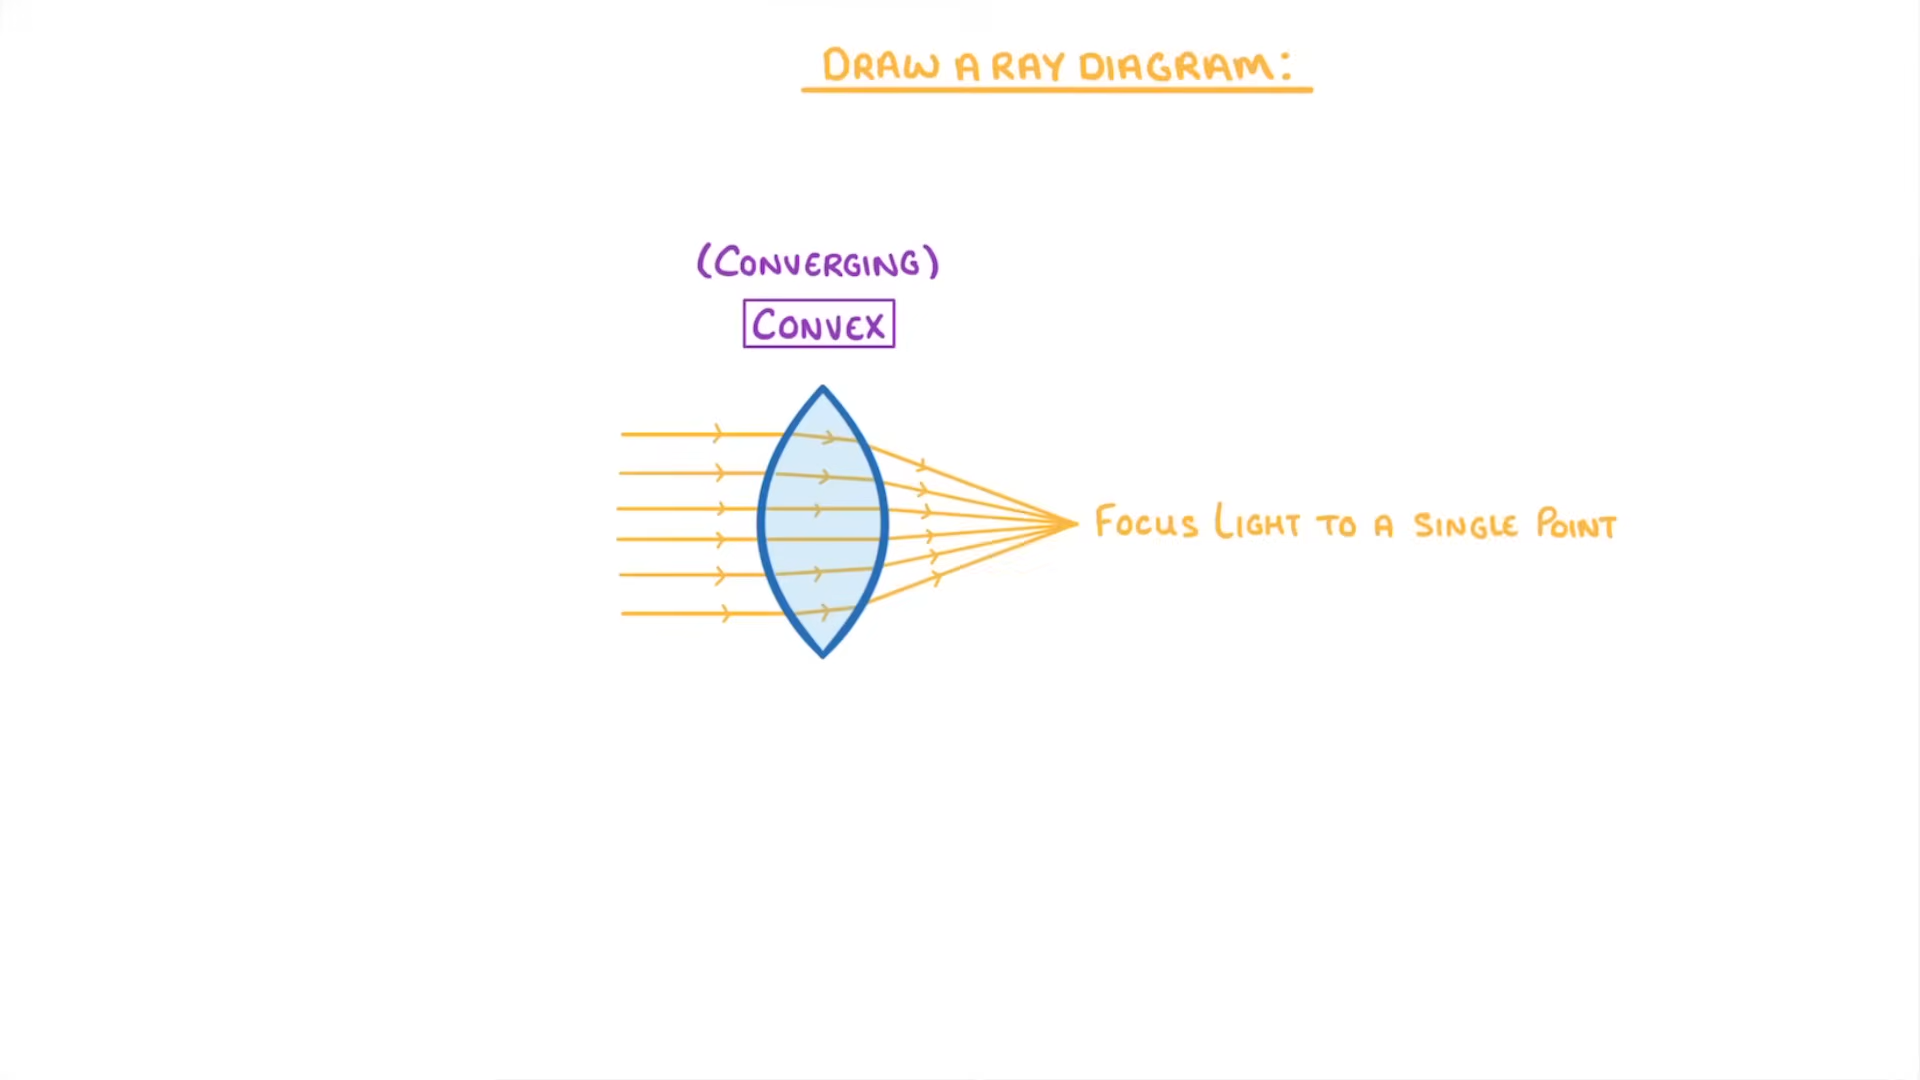 DRAW A RAY DIAGRAM:
(CONVERGING)
CONVEX
FOCUS LIGHT TO A SINGLE POINT